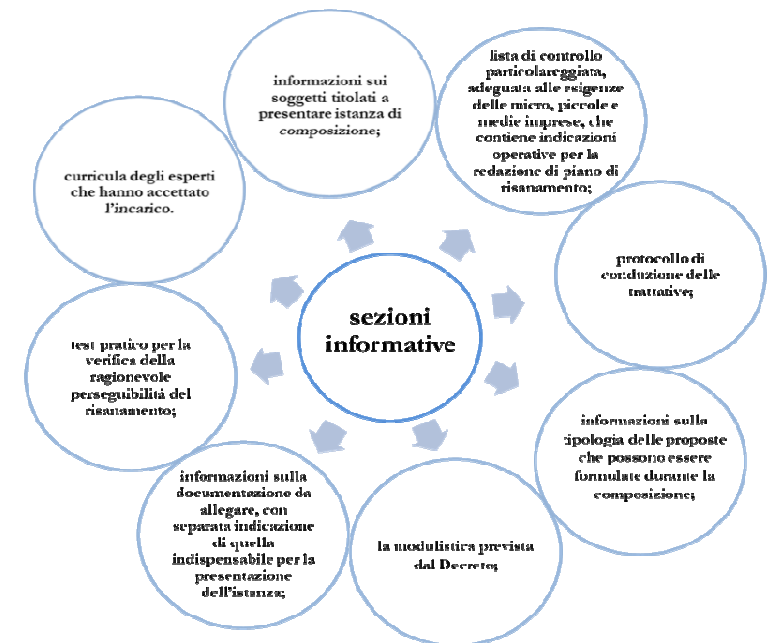 informazioni sui
soggetti titolati a
presentare istanza di
composizione;
lista di controllo
particolareggiata,
adeguata alle esigenze
delle micro, piccole e
medie imprese, che
contiene indicazioni
operative per la
redazione di piano di
risanamento;
protocollo di
conduzione delle
trattative;
informazioni sulla
tipologia delle proposte
che possono essere
formulate durante la
composizione;
la modulistica prevista
dal Decreto;
informazioni sulla
documentazione da
allegare, con
separata indicazione
di quella
indispensabile per la
presentazione
dell'istanza;
test pratico per la
verifica della
ragionevole
perseguibilità del
risanamento;
curricula degli esperti
che hanno accettato
l'incarico.
sezioni
informative